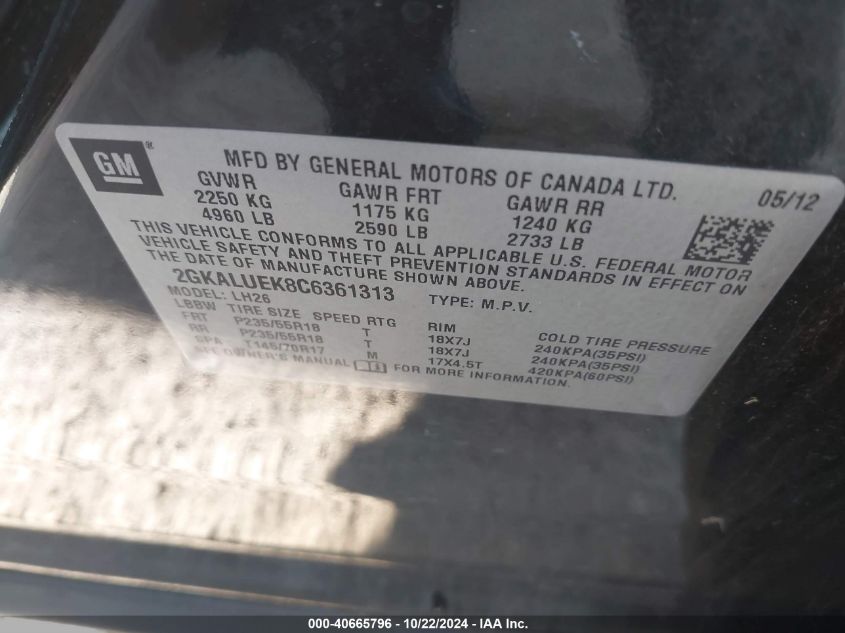 GM ®
MFD BY GENERAL MOTORS OF CANADA LTD.
05/12
GVWR GAWR FRT GAWR RR
2250 KG 1175 KG 1240 KG
4960 LB 2590 LB 2733 LB
THIS VEHICLE CONFORMS TO ALL APPLICABLE U.S. FEDERAL MOTOR
VEHICLE SAFETY AND THEFT PREVENTION STANDARDS IN EFFECT ON
THE DATE OF MANUFACTURE SHOWN ABOVE.
2GKALUEK8C6361313 TYPE: M.P.V.
MODEL: LH26
LBBW TIRE SIZE SPEED RTG RIM COLD TIRE PRESSURE
FRT P235/55R18 T 18X7J 240KPA(35PSI)
RR P235/55R18 T 18X7J 240KPA(35PSI)
SPA T145/70R17 M 17X4.5T 420KPA(60PSI)
SEE OWNER'S MANUAL FOR MORE INFORMATION.
000-40665796 - 10/22/2024 - IAA Inc.